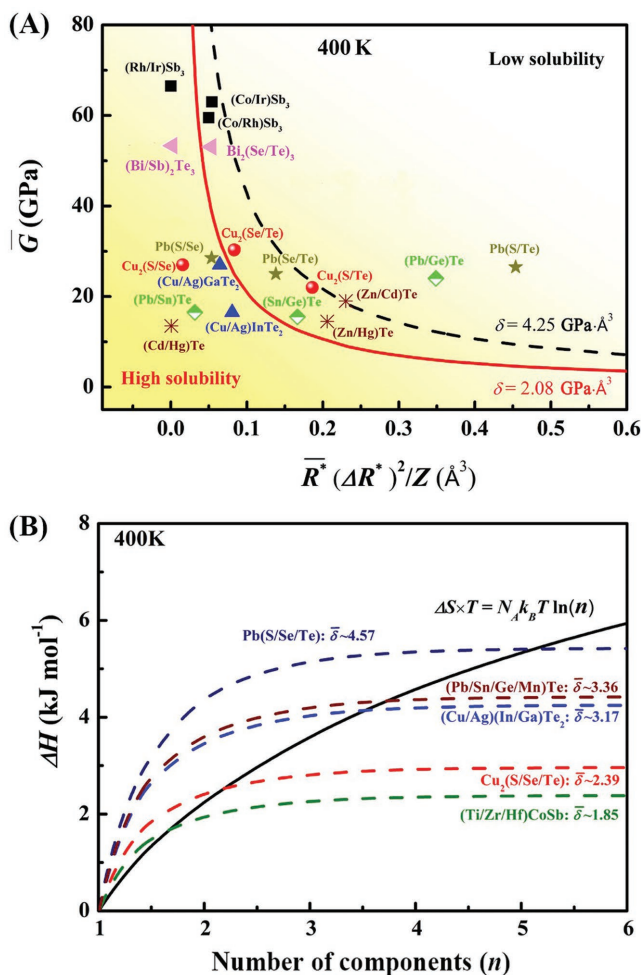 (A)
400 K
Low solubility
(Rh/Ir)Sb₃
(Co/Ir)Sb₃
(Co/Rh)Sb₃
(Bi/Sb)₂Te₃
Bi₂(Se/Te)₃
Cu₂(Se/Te)
Pb(S/Se)
Cu₂(S/Se)
(Cu/Ag)GaTe₂
Pb(Se/Te)
Cu₂(S/Te)
(Pb/Ge)Te
Pb(S/Te)
(Pb/Sn)Te
(Zn/Cd)Te
(Cu/Ag)InTe₂
(Sn/Ge)Te
(Zn/Hg)Te
(Cd/Hg)Te
δ = 4.25 GPa·Å³
High solubility
δ = 2.08 GPa·Å³
80
60
40
20
0
G̅ (GPa)
0.0 0.1 0.2 0.3 0.4 0.5 0.6
R̅* (ΔR*)²/Z (Å³)
(B)
400K
ΔS×T = N_A k_B T ln(n)
Pb(S/Se/Te): δ̅~4.57
(Pb/Sn/Ge/Mn)Te: δ̅~3.36
(Cu/Ag)(In/Ga)Te₂: δ̅~3.17
Cu₂(S/Se/Te): δ̅~2.39
(Ti/Zr/Hf)CoSb: δ̅~1.85
8
6
4
2
0
ΔH (kJ mol⁻¹)
1 2 3 4 5 6
Number of components (n)